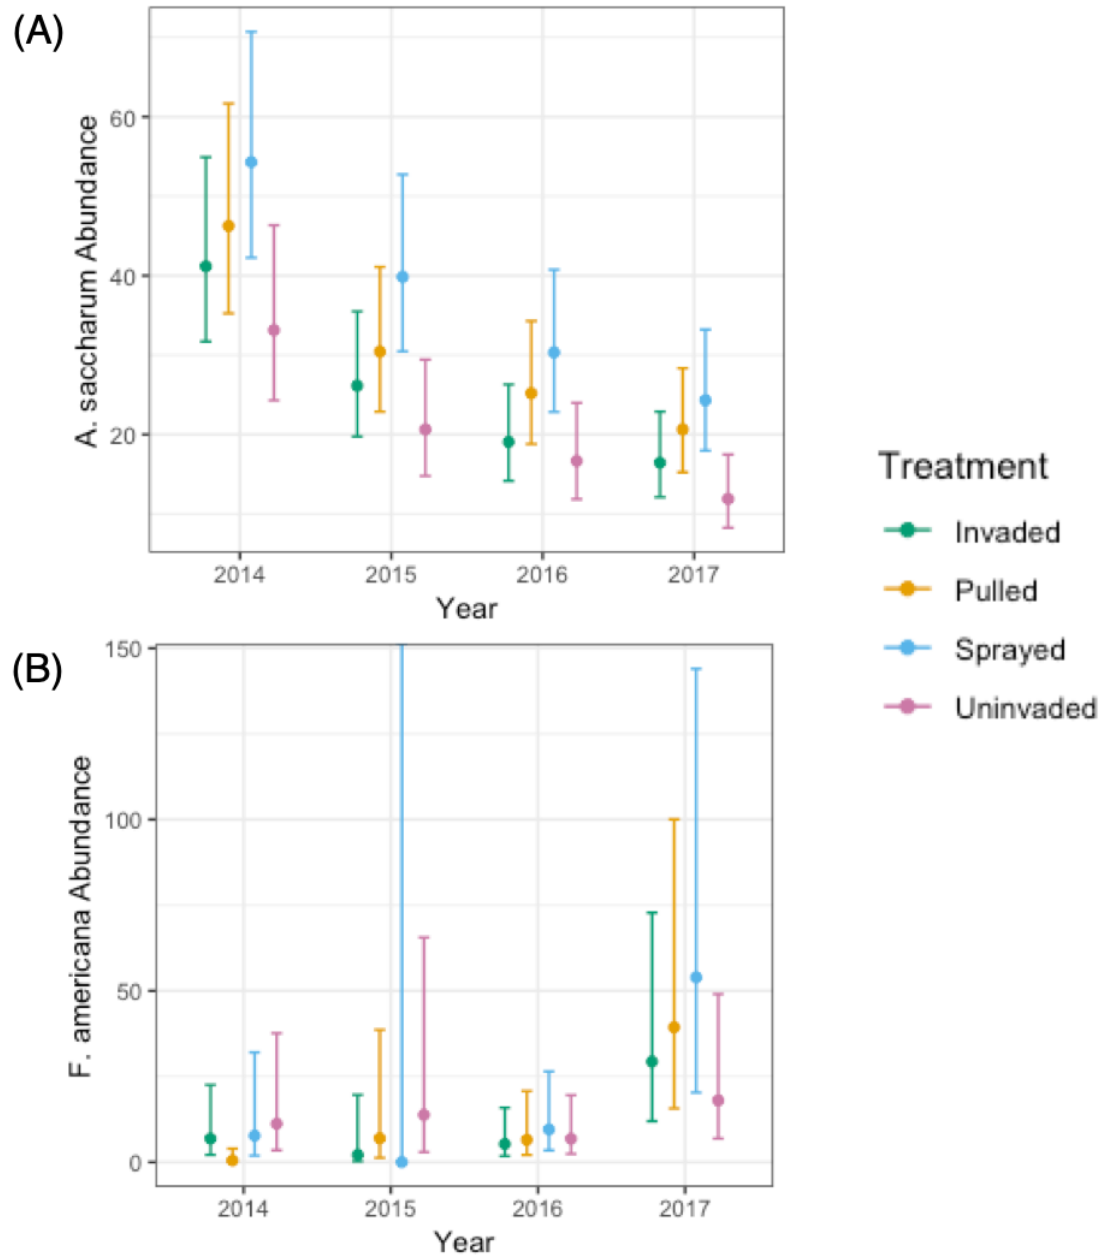 (A)
A. saccharum Abundance
60
40
20
2014 2015 2016 2017
Year
Treatment
Invaded
Pulled
Sprayed
Uninvaded
(B)
F. americana Abundance
150
100
50
0
2014 2015 2016 2017
Year